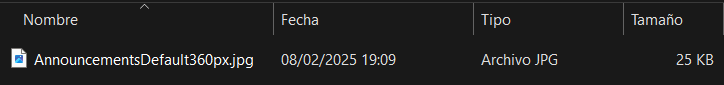 Nombre Fecha Tipo Tamaño
AnnouncementsDefault360px.jpg 08/02/2025 19:09 Archivo JPG 25 KB